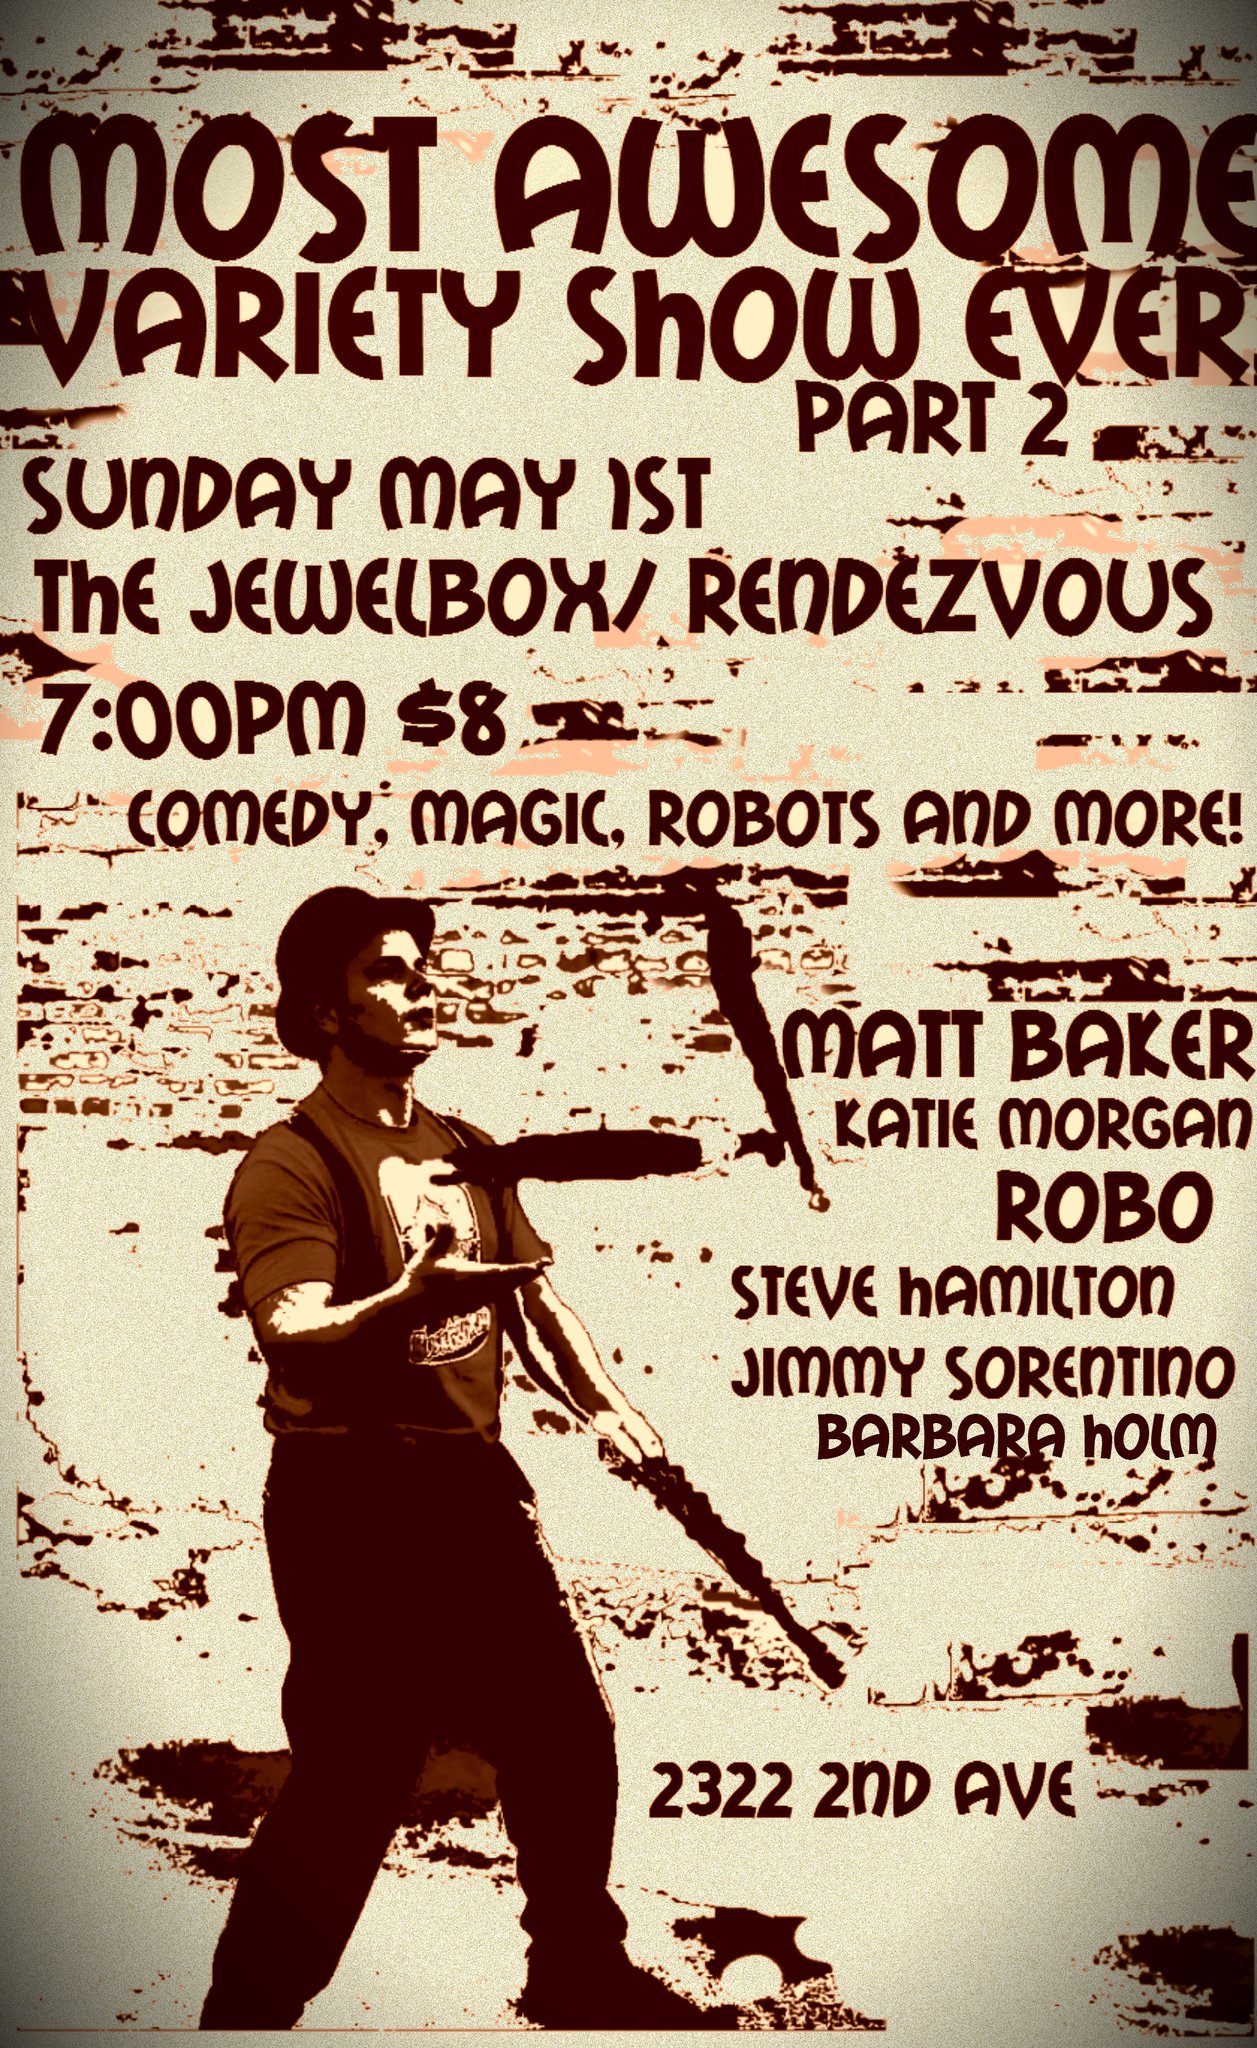 MOST AWESOME
VARIETY ShOW EVER
PART 2
SUNDAY MAY 1ST
ThE JEWELBOX/ RENDEZVOUS
7:00PM $8
COMEDY, MAGIC, ROBOTS AND MORE!
MATT BAKER
KATIE MORGAN
ROBO
STEVE hAMILTON
JIMMY SORENTINO
BARBARA hOLM
2322 2ND AVE